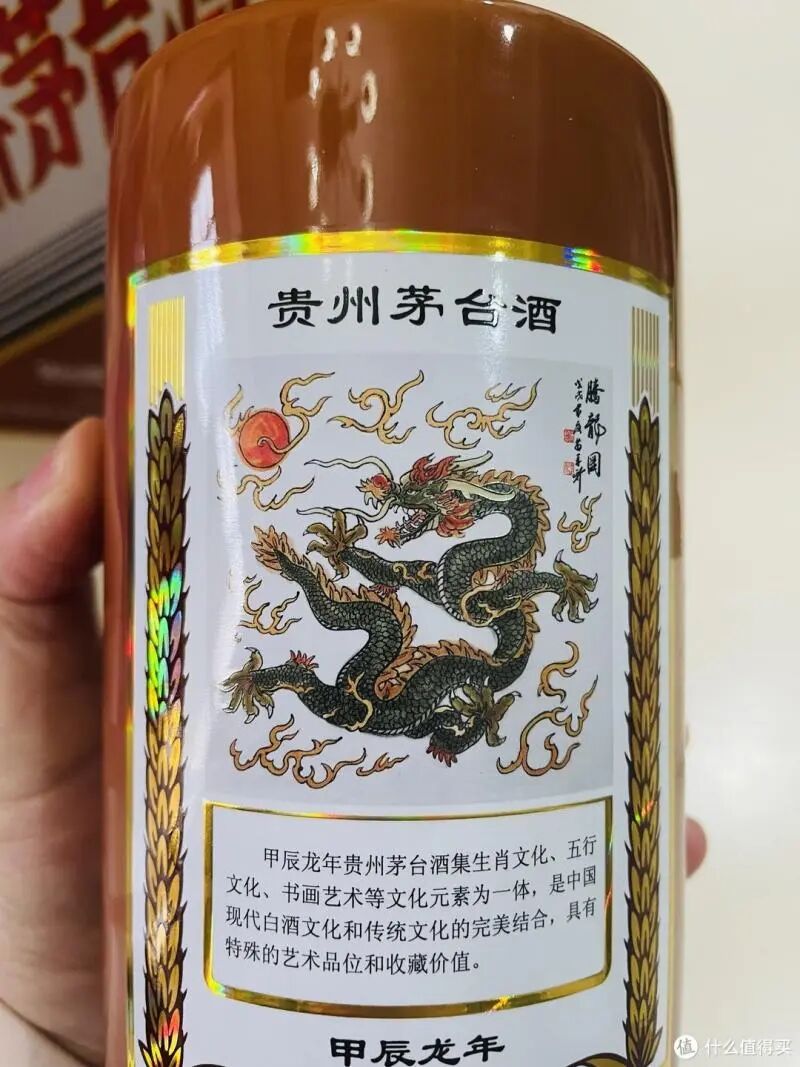 茅台
贵州茅台酒
腾龙图
甲辰龙年贵州茅台酒集生肖文化、五行
文化、书画艺术等文化元素为一体，是中国
现代白酒文化和传统文化的完美结合，具有
特殊的艺术品位和收藏价值。
甲辰龙年
值 什么值得买